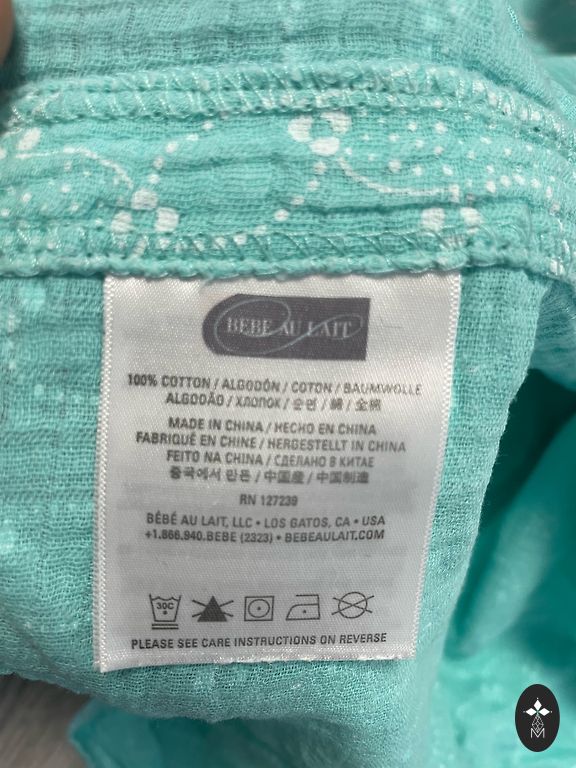 BEBE AU LAIT
100% COTTON / ALGODÓN / COTON / BAUMWOLLE
ALGODÃO / ХЛОПОК / 순면 / 綿 / 全棉
MADE IN CHINA / HECHO EN CHINA
FABRIQUÉ EN CHINE / HERGESTELLT IN CHINA
FEITO NA CHINA / СДЕЛАНО В КИТАЕ
중국에서 만든 / 中国産 / 中国制造
RN 127239
BÉBÉ AU LAIT, LLC • LOS GATOS, CA • USA
+1.866.940.BEBE (2323) • BEBEAULAIT.COM
30C
PLEASE SEE CARE INSTRUCTIONS ON REVERSE
M